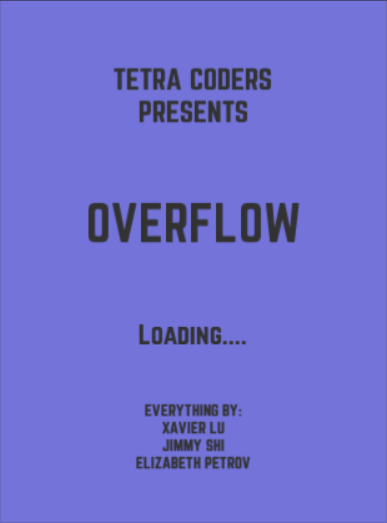 TETRA CODERS
PRESENTS
OVERFLOW
LOADING....
EVERYTHING BY:
XAVIER LU
JIMMY SHI
ELIZABETH PETROV